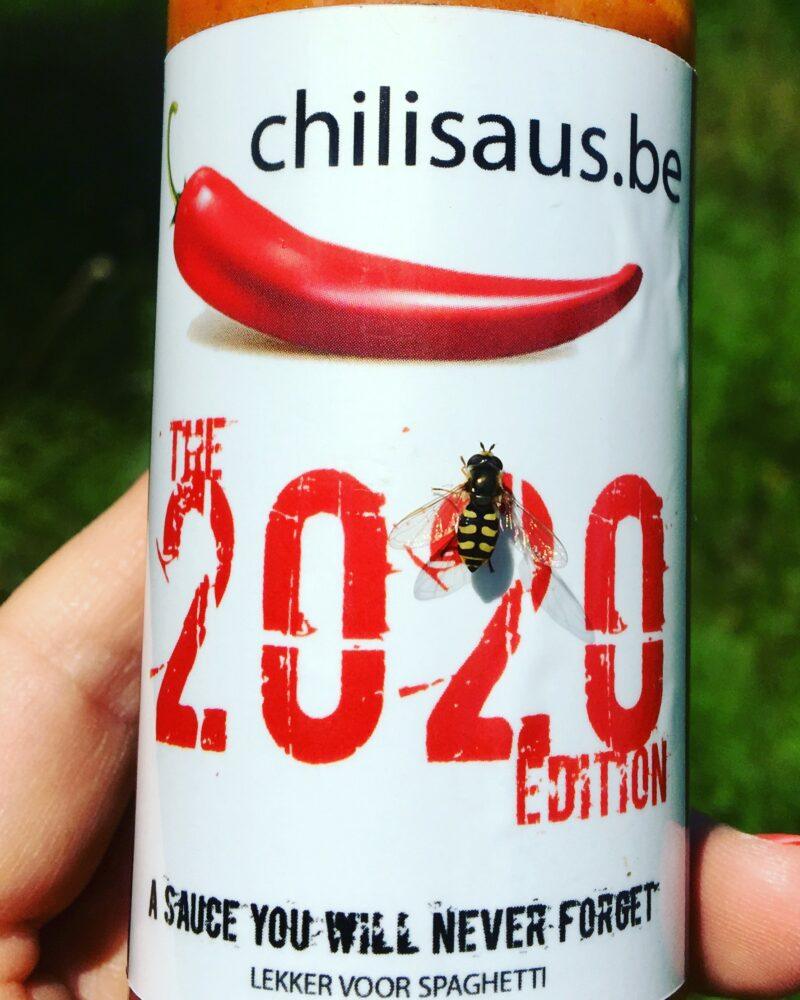 chilisaus.be
THE
2020
EDITION
A SAUCE YOU WILL NEVER FORGET
LEKKER VOOR SPAGHETTI